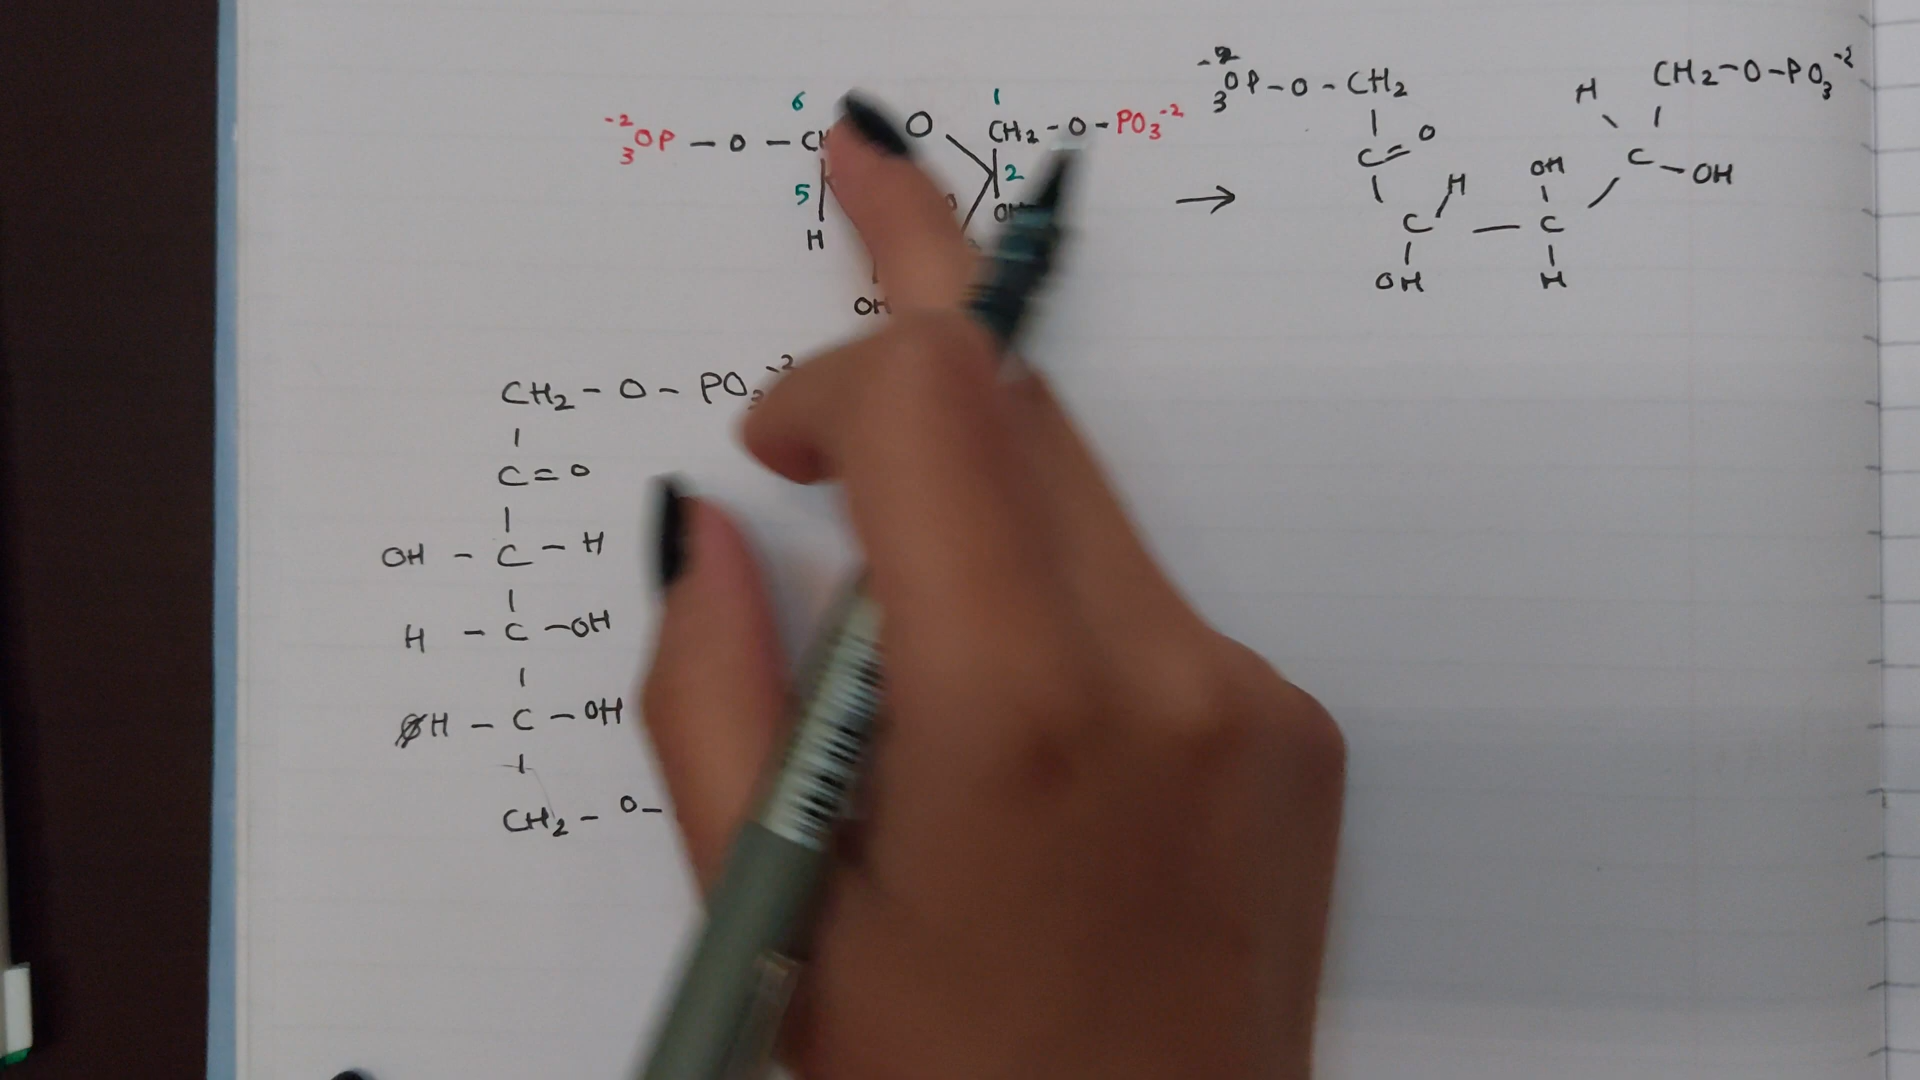 6 1
-2 3OP - O - CH O CH2 - O - PO3-2
5 2
OH
H
OH
→
-2 3OP - O - CH2 H CH2 - O - PO3-2
C = O OH C - OH
C H — C
OH H
CH2 - O - PO3-2
C = O
OH - C - H
H - C - OH
H - C - OH
CH2 - O -